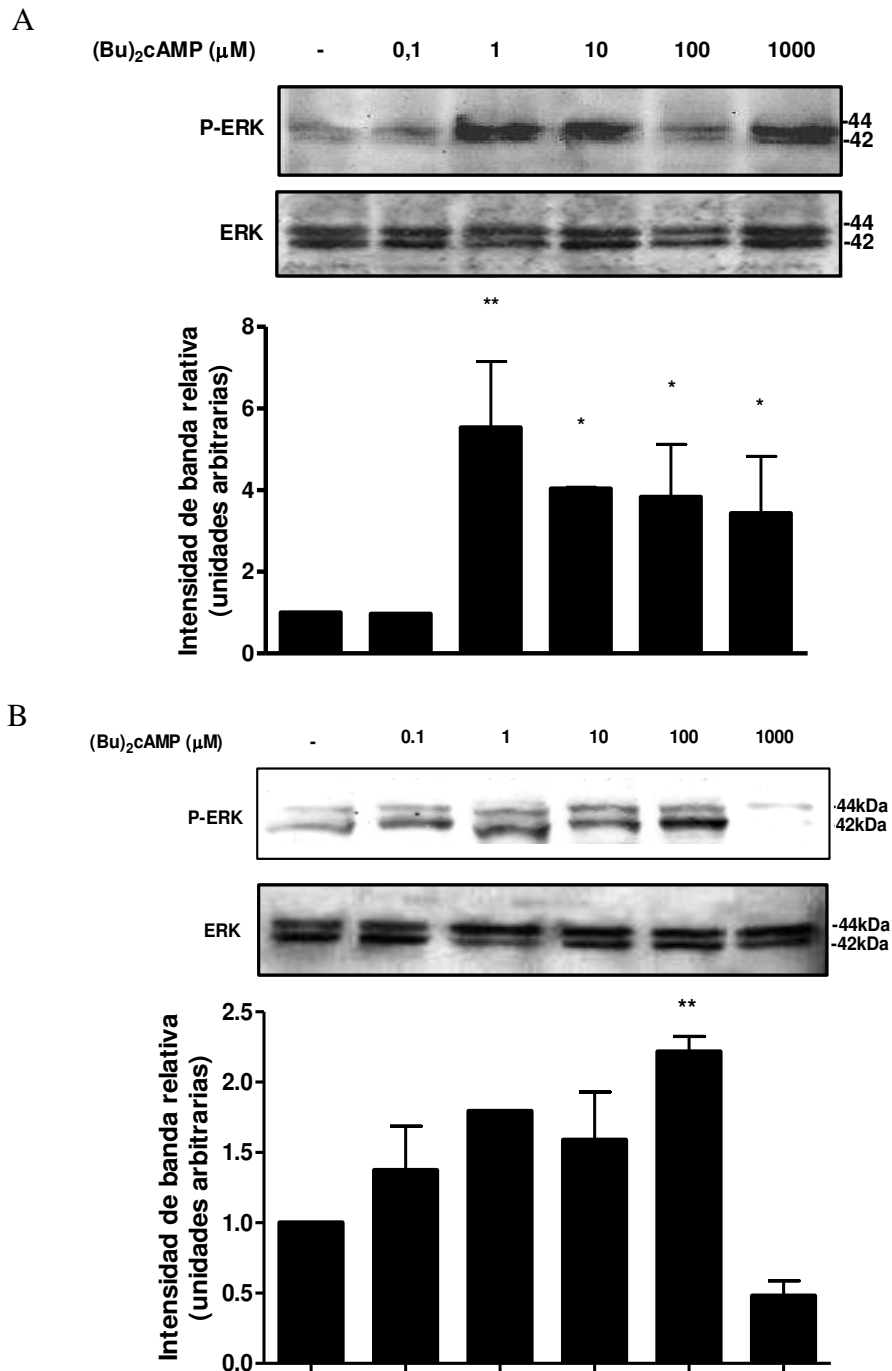 A
(Bu)₂cAMP (μM) - 0,1 1 10 100 1000
P-ERK
-44
-42
ERK
-44
-42
Intensidad de banda relativa
(unidades arbitrarias)
8
6
4
2
0
**
*
*
*
B
(Bu)₂cAMP (μM) - 0.1 1 10 100 1000
P-ERK
-44kDa
-42kDa
ERK
-44kDa
-42kDa
Intensidad de banda relativa
(unidades arbitrarias)
2.5
2.0
1.5
1.0
0.5
0.0
**